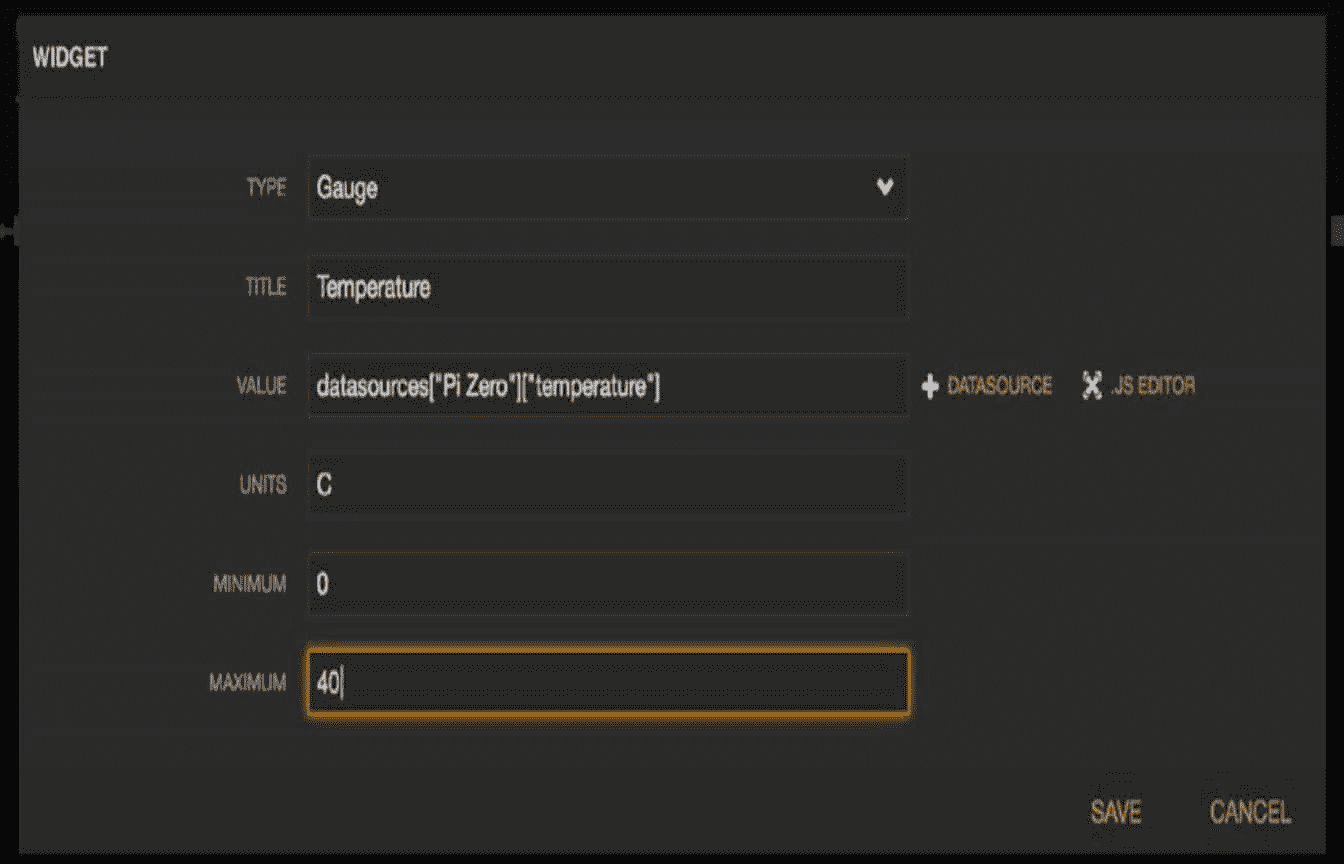 WIDGET
TYPE Gauge
TITLE Temperature
VALUE datasources["Pi Zero"]["temperature"] DATASOURCE .JS EDITOR
UNITS C
MINIMUM 0
MAXIMUM 40
SAVE CANCEL